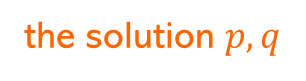 the solution p, q